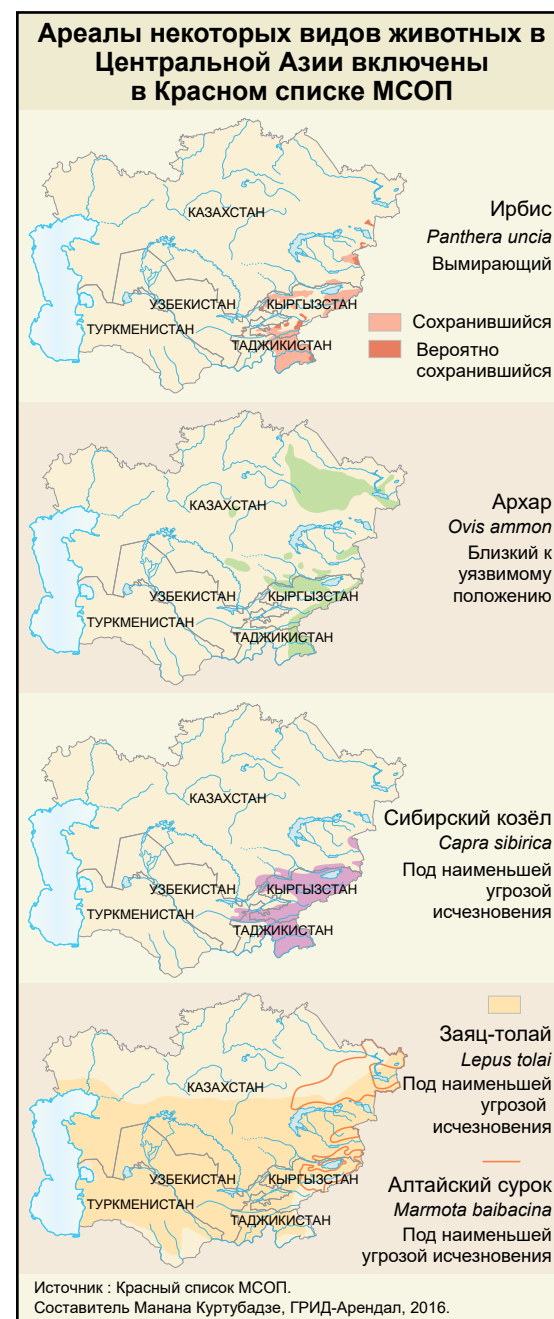 Ареалы некоторых видов животных в
Центральной Азии включены
в Красном списке МСОП
КАЗАХСТАН
УЗБЕКИСТАН
КЫРГЫЗСТАН
ТУРКМЕНИСТАН
ТАДЖИКИСТАН
Ирбис
Panthera uncia
Вымирающий
Сохранившийся
Вероятно
сохранившийся
КАЗАХСТАН
УЗБЕКИСТАН
КЫРГЫЗСТАН
ТУРКМЕНИСТАН
ТАДЖИКИСТАН
Архар
Ovis ammon
Близкий к
уязвимому
положению
КАЗАХСТАН
УЗБЕКИСТАН
КЫРГЫЗСТАН
ТУРКМЕНИСТАН
ТАДЖИКИСТАН
Сибирский козёл
Capra sibirica
Под наименьшей
угрозой
исчезновения
КАЗАХСТАН
УЗБЕКИСТАН
КЫРГЫЗСТАН
ТУРКМЕНИСТАН
ТАДЖИКИСТАН
Заяц-толай
Lepus tolai
Под наименьшей
угрозой
исчезновения
Алтайский сурок
Marmota baibacina
Под наименьшей
угрозой исчезновения
Источник : Красный список МСОП.
Составитель Манана Куртубадзе, ГРИД-Арендал, 2016.